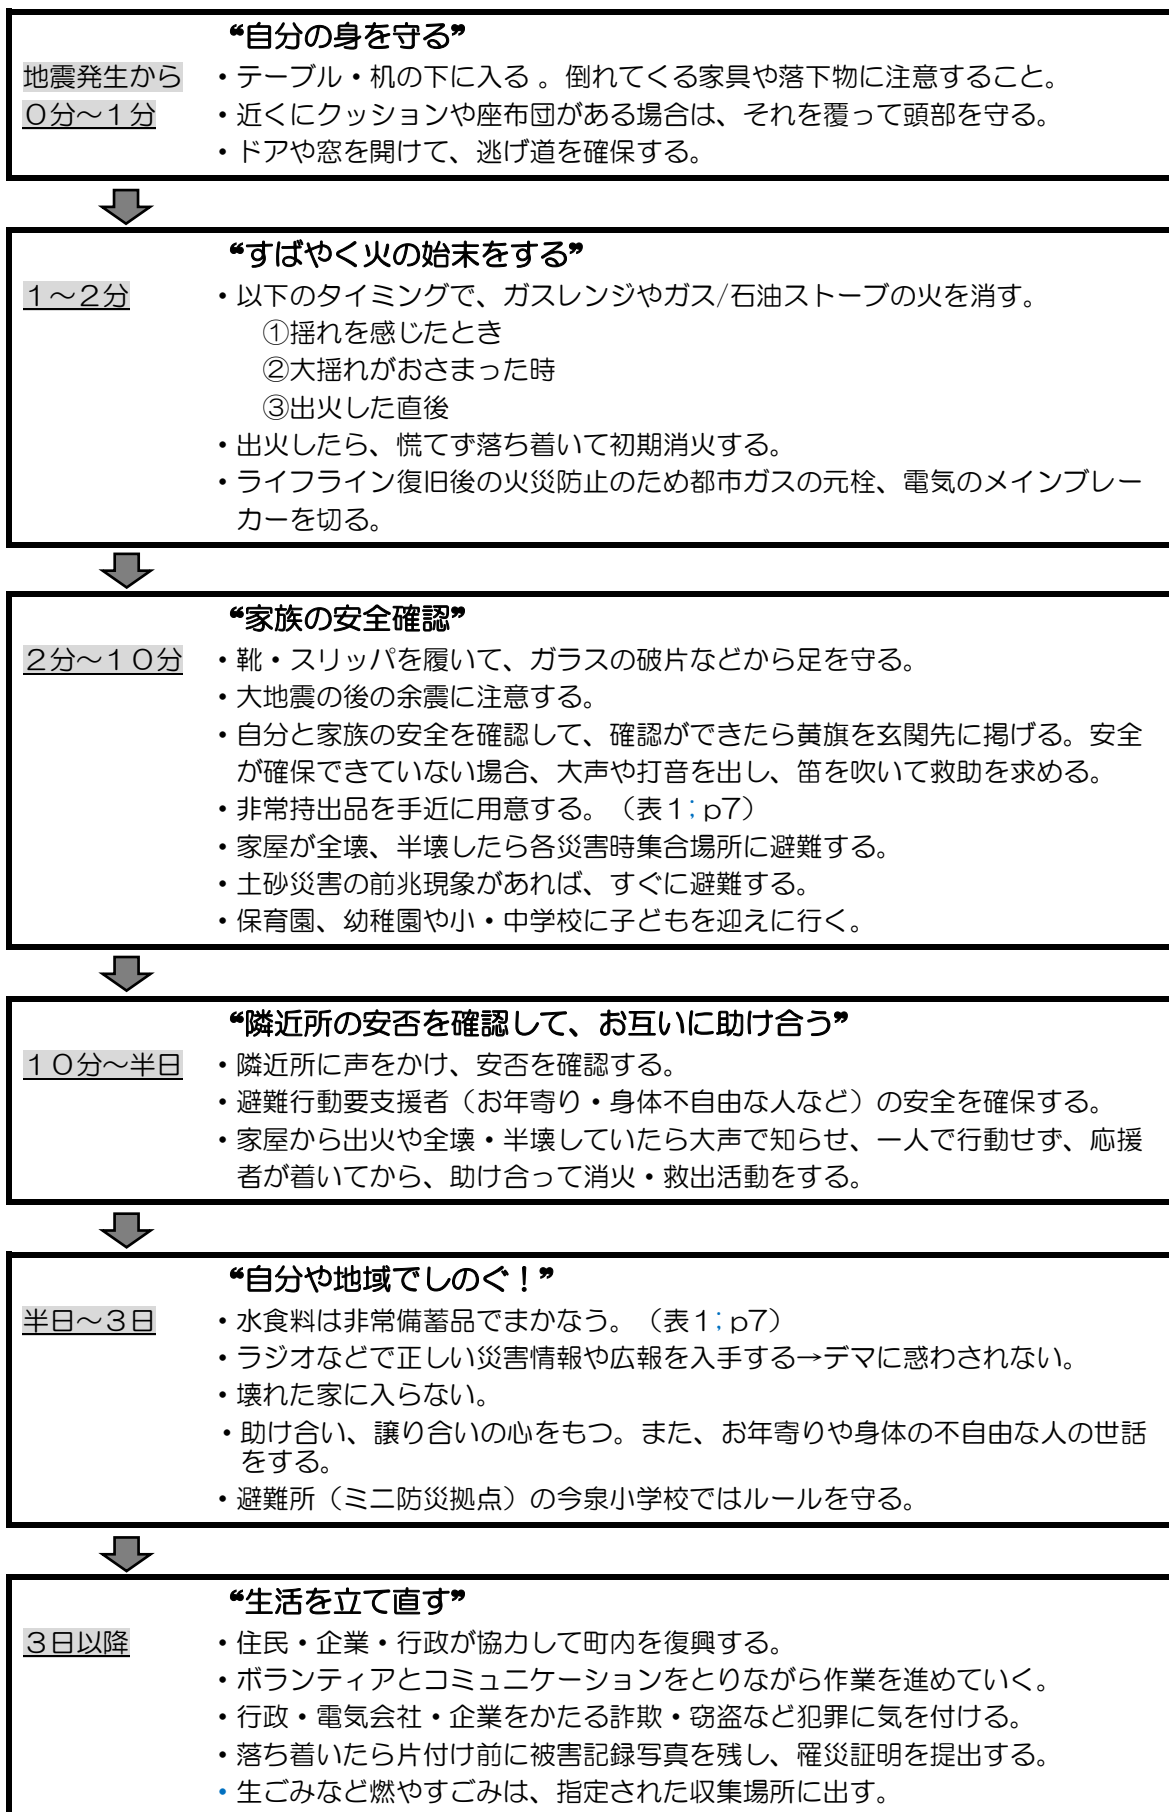 “自分の身を守る”
地震発生から ・テーブル・机の下に入る 。倒れてくる家具や落下物に注意すること。
０分～１分 ・近くにクッションや座布団がある場合は、それを覆って頭部を守る。
・ドアや窓を開けて、逃げ道を確保する。
“すばやく火の始末をする”
１～２分 ・以下のタイミングで、ガスレンジやガス/石油ストーブの火を消す。
①揺れを感じたとき
②大揺れがおさまった時
③出火した直後
・出火したら、慌てず落ち着いて初期消火する。
・ライフライン復旧後の火災防止のため都市ガスの元栓、電気のメインブレー
カーを切る。
“家族の安全確認”
２分～１０分 ・靴・スリッパを履いて、ガラスの破片などから足を守る。
・大地震の後の余震に注意する。
・自分と家族の安全を確認して、確認ができたら黄旗を玄関先に掲げる。安全
が確保できていない場合、大声や打音を出し、笛を吹いて救助を求める。
・非常持出品を手近に用意する。（表１; p7）
・家屋が全壊、半壊したら各災害時集合場所に避難する。
・土砂災害の前兆現象があれば、すぐに避難する。
・保育園、幼稚園や小・中学校に子どもを迎えに行く。
“隣近所の安否を確認して、お互いに助け合う”
１０分～半日 ・隣近所に声をかけ、安否を確認する。
・避難行動要支援者（お年寄り・身体不自由な人など）の安全を確保する。
・家屋から出火や全壊・半壊していたら大声で知らせ、一人で行動せず、応援
者が着いてから、助け合って消火・救出活動をする。
“自分や地域でしのぐ！”
半日～３日 ・水食料は非常備蓄品でまかなう。（表１; p7）
・ラジオなどで正しい災害情報や広報を入手する→デマに惑わされない。
・壊れた家に入らない。
・助け合い、譲り合いの心をもつ。また、お年寄りや身体の不自由な人の世話
をする。
・避難所（ミニ防災拠点）の今泉小学校ではルールを守る。
“生活を立て直す”
３日以降 ・住民・企業・行政が協力して町内を復興する。
・ボランティアとコミュニケーションをとりながら作業を進めていく。
・行政・電気会社・企業をかたる詐欺・窃盗など犯罪に気を付ける。
・落ち着いたら片付け前に被害記録写真を残し、罹災証明を提出する。
・生ごみなど燃やすごみは、指定された収集場所に出す。